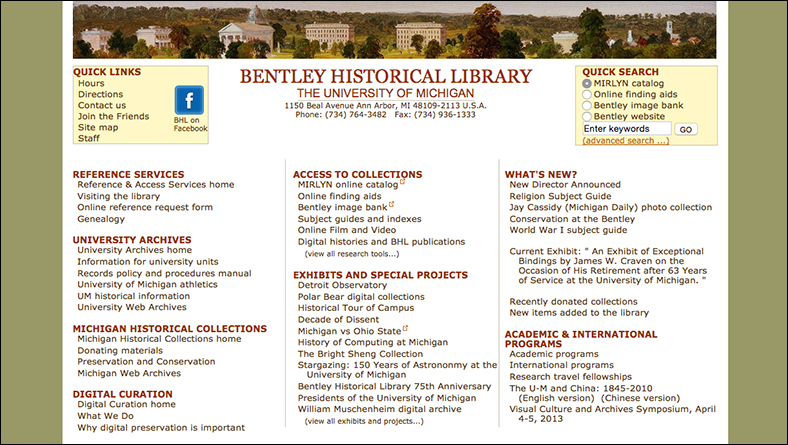 QUICK LINKS
Hours
Directions
Contact us
Join the Friends
Site map
Staff
BHL on
Facebook
BENTLEY HISTORICAL LIBRARY
THE UNIVERSITY OF MICHIGAN
1150 Beal Avenue Ann Arbor, MI 48109-2113 U.S.A.
Phone: (734) 764-3482 Fax: (734) 936-1333
QUICK SEARCH
MIRLYN catalog
Online finding aids
Bentley image bank
Bentley website
Enter keywords GO
(advanced search ...)
REFERENCE SERVICES
Reference & Access Services home
Visiting the library
Online reference request form
Genealogy
UNIVERSITY ARCHIVES
University Archives home
Information for university units
Records policy and procedures manual
University of Michigan athletics
UM historical information
University Web Archives
MICHIGAN HISTORICAL COLLECTIONS
Michigan Historical Collections home
Donating materials
Preservation and Conservation
Michigan Web Archives
DIGITAL CURATION
Digital Curation home
What We Do
Why digital preservation is important
ACCESS TO COLLECTIONS
MIRLYN online catalog
Online finding aids
Bentley image bank
Subject guides and indexes
Online Film and Video
Digital histories and BHL publications
(view all research tools...)
EXHIBITS AND SPECIAL PROJECTS
Detroit Observatory
Polar Bear digital collections
Historical Tour of Campus
Decade of Dissent
Michigan vs Ohio State
History of Computing at Michigan
The Bright Sheng Collection
Stargazing: 150 Years of Astronomny at the
University of Michigan
Bentley Historical Library 75th Anniversary
Presidents of the University of Michigan
William Muschenheim digital archive
(view all exhibits and projects...)
WHAT'S NEW?
New Director Announced
Religion Subject Guide
Jay Cassidy (Michigan Daily) photo collection
Conservation at the Bentley
World War I subject guide
Current Exhibit: " An Exhibit of Exceptional
Bindings by James W. Craven on the
Occasion of His Retirement after 63 Years
of Service at the University of Michigan. "
Recently donated collections
New items added to the library
ACADEMIC & INTERNATIONAL
PROGRAMS
Academic programs
International programs
Research travel fellowships
The U-M and China: 1845-2010
(English version) (Chinese version)
Visual Culture and Archives Symposium, April
4-5, 2013